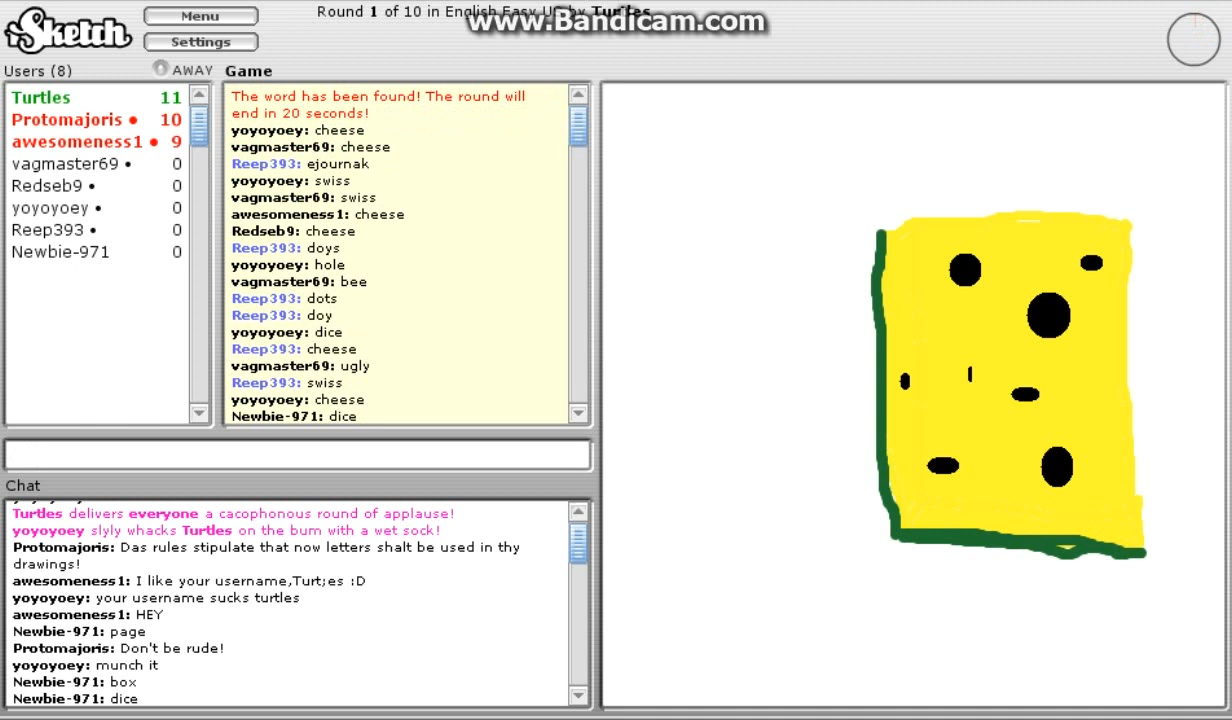 iSketch
Menu
Settings
Round 1 of 10 in English Easy US by Turtles
www.Bandicam.com
Users (8)
AWAY
Turtles 11
Protomajoris • 10
awesomeness1 • 9
vagmaster69 • 0
Redseb9 • 0
yoyoyoey • 0
Reep393 • 0
Newbie-971 0
Game
The word has been found! The round will
end in 20 seconds!
yoyoyoey: cheese
vagmaster69: cheese
Reep393: ejournak
yoyoyoey: swiss
vagmaster69: swiss
awesomeness1: cheese
Redseb9: cheese
Reep393: doys
yoyoyoey: hole
vagmaster69: bee
Reep393: dots
Reep393: doy
yoyoyoey: dice
Reep393: cheese
vagmaster69: ugly
Reep393: swiss
yoyoyoey: cheese
Newbie-971: dice
Chat
Turtles delivers everyone a cacophonous round of applause!
yoyoyoey slyly whacks Turtles on the bum with a wet sock!
Protomajoris: Das rules stipulate that now letters shalt be used in thy
drawings!
awesomeness1: I like your username,Turt;es :D
yoyoyoey: your username sucks turtles
awesomeness1: HEY
Newbie-971: page
Protomajoris: Don't be rude!
yoyoyoey: munch it
Newbie-971: box
Newbie-971: dice